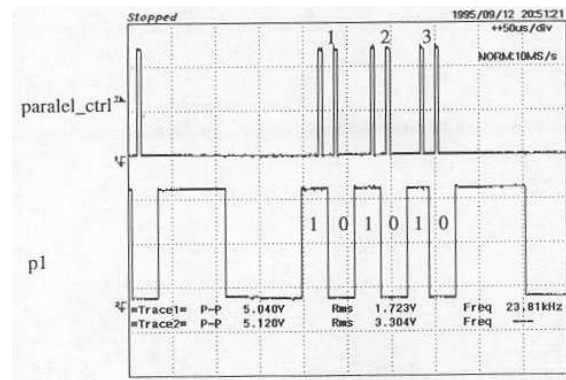 Stopped 1995/09/12 20:51:21
↔50us/div
NORM:10MS/s
1 2 3
paralel_ctrl
1 0 1 0 1 0
p1
=Trace1= P-P 5.040V Rms 1.723V Freq 23.81kHz
=Trace2= P-P 5.120V Rms 3.304V Freq ---